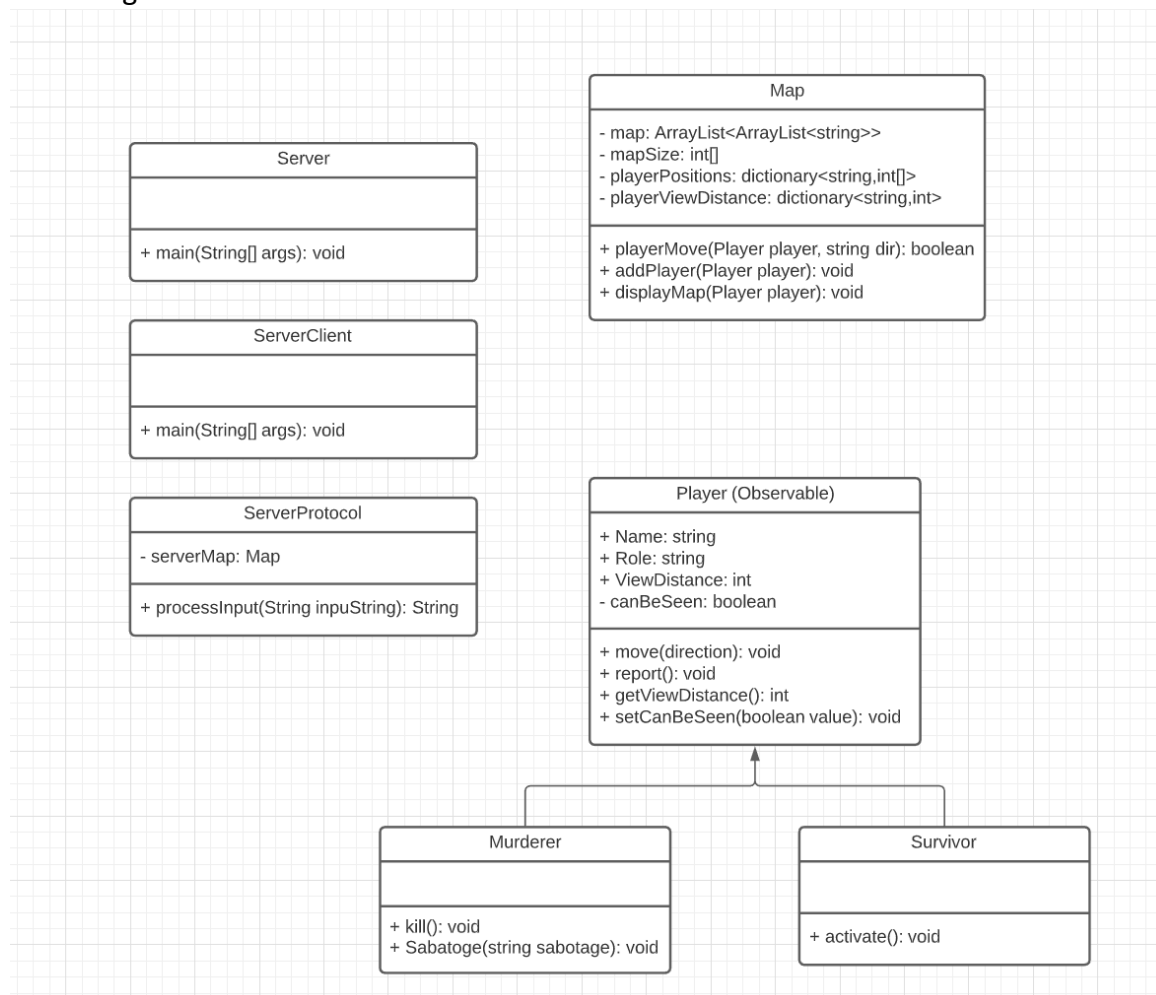 Server
+ main(String[] args): void
ServerClient
+ main(String[] args): void
ServerProtocol
- serverMap: Map
+ processInput(String inpuString): String
Map
- map: ArrayList<ArrayList<string>>
- mapSize: int[]
- playerPositions: dictionary<string,int[]>
- playerViewDistance: dictionary<string,int>
+ playerMove(Player player, string dir): boolean
+ addPlayer(Player player): void
+ displayMap(Player player): void
Player (Observable)
+ Name: string
+ Role: string
+ ViewDistance: int
- canBeSeen: boolean
+ move(direction): void
+ report(): void
+ getViewDistance(): int
+ setCanBeSeen(boolean value): void
Murderer
+ kill(): void
+ Sabatoge(string sabotage): void
Survivor
+ activate(): void